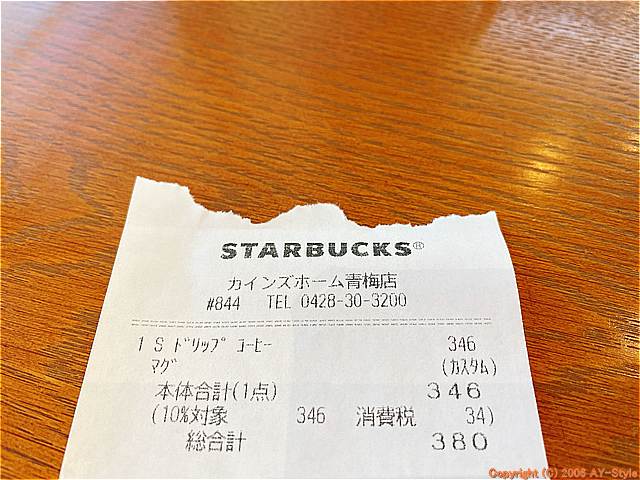 STARBUCKS®
カインズホーム青梅店
#844 TEL 0428-30-3200
1 S ﾄﾞﾘｯﾌﾟ ｺｰﾋｰ 346
ﾏｸﾞ (ｶｽﾀﾑ)
本体合計(1点) 346
(10%対象 346 消費税 34)
総合計 380
Copyright (C) 2005 AY-Style